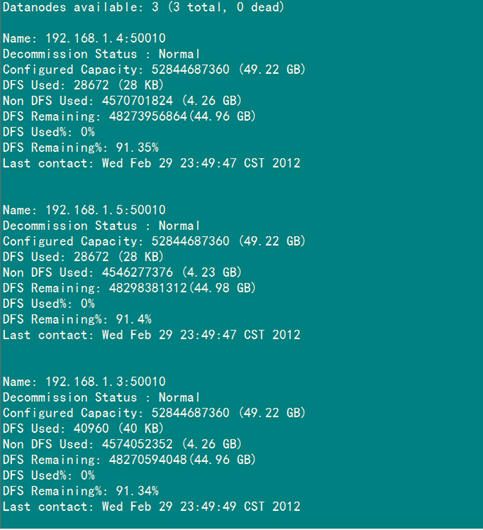 Datanodes available: 3 (3 total, 0 dead)
Name: 192.168.1.4:50010
Decommission Status : Normal
Configured Capacity: 52844687360 (49.22 GB)
DFS Used: 28672 (28 KB)
Non DFS Used: 4570701824 (4.26 GB)
DFS Remaining: 48273956864(44.96 GB)
DFS Used%: 0%
DFS Remaining%: 91.35%
Last contact: Wed Feb 29 23:49:47 CST 2012
Name: 192.168.1.5:50010
Decommission Status : Normal
Configured Capacity: 52844687360 (49.22 GB)
DFS Used: 28672 (28 KB)
Non DFS Used: 4546277376 (4.23 GB)
DFS Remaining: 48298381312(44.98 GB)
DFS Used%: 0%
DFS Remaining%: 91.4%
Last contact: Wed Feb 29 23:49:47 CST 2012
Name: 192.168.1.3:50010
Decommission Status : Normal
Configured Capacity: 52844687360 (49.22 GB)
DFS Used: 40960 (40 KB)
Non DFS Used: 4574052352 (4.26 GB)
DFS Remaining: 48270594048(44.96 GB)
DFS Used%: 0%
DFS Remaining%: 91.34%
Last contact: Wed Feb 29 23:49:49 CST 2012